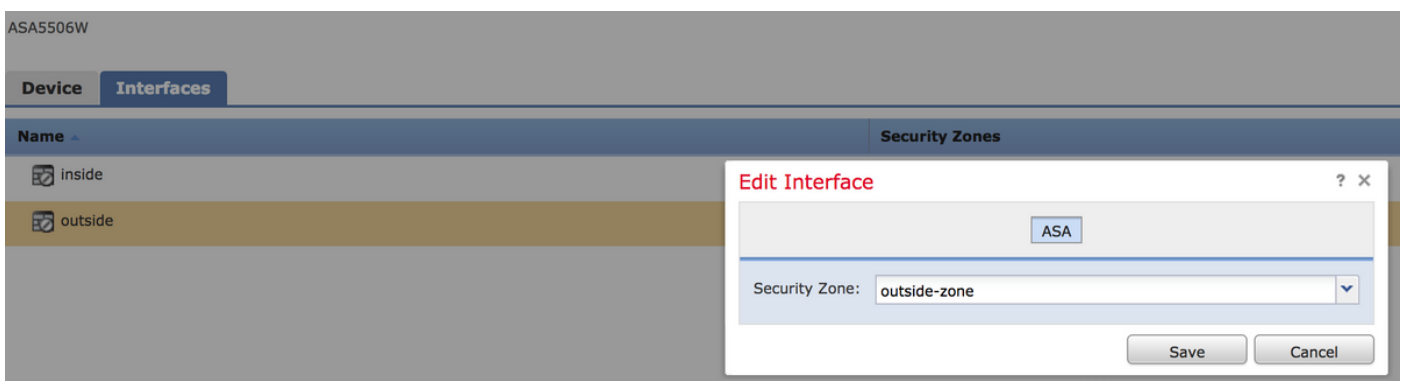 ASA5506W
Device Interfaces
Name Security Zones
inside
outside
Edit Interface ? ×
ASA
Security Zone: outside-zone
Save Cancel